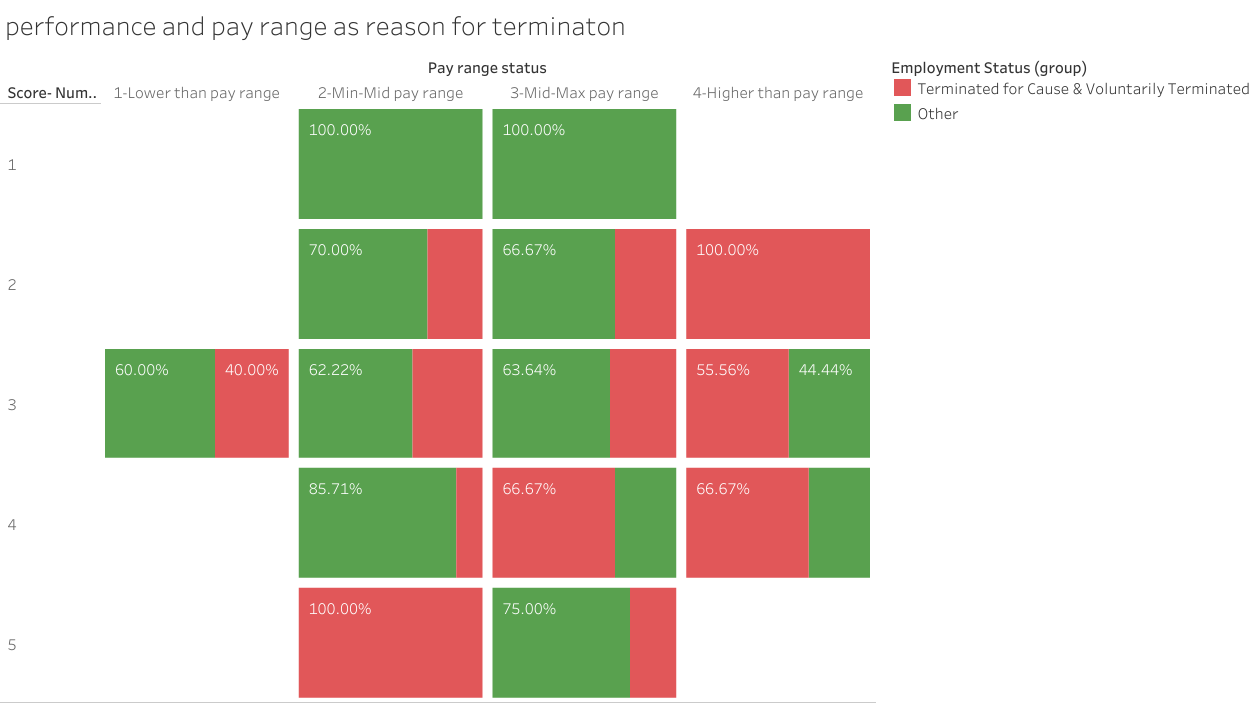 performance and pay range as reason for terminaton
Pay range status
Score- Num.. 1-Lower than pay range 2-Min-Mid pay range 3-Mid-Max pay range 4-Higher than pay range
1 100.00% 100.00%
2 70.00% 66.67% 100.00%
3 60.00% 40.00% 62.22% 63.64% 55.56% 44.44%
4 85.71% 66.67% 66.67%
5 100.00% 75.00%
Employment Status (group)
Terminated for Cause & Voluntarily Terminated
Other